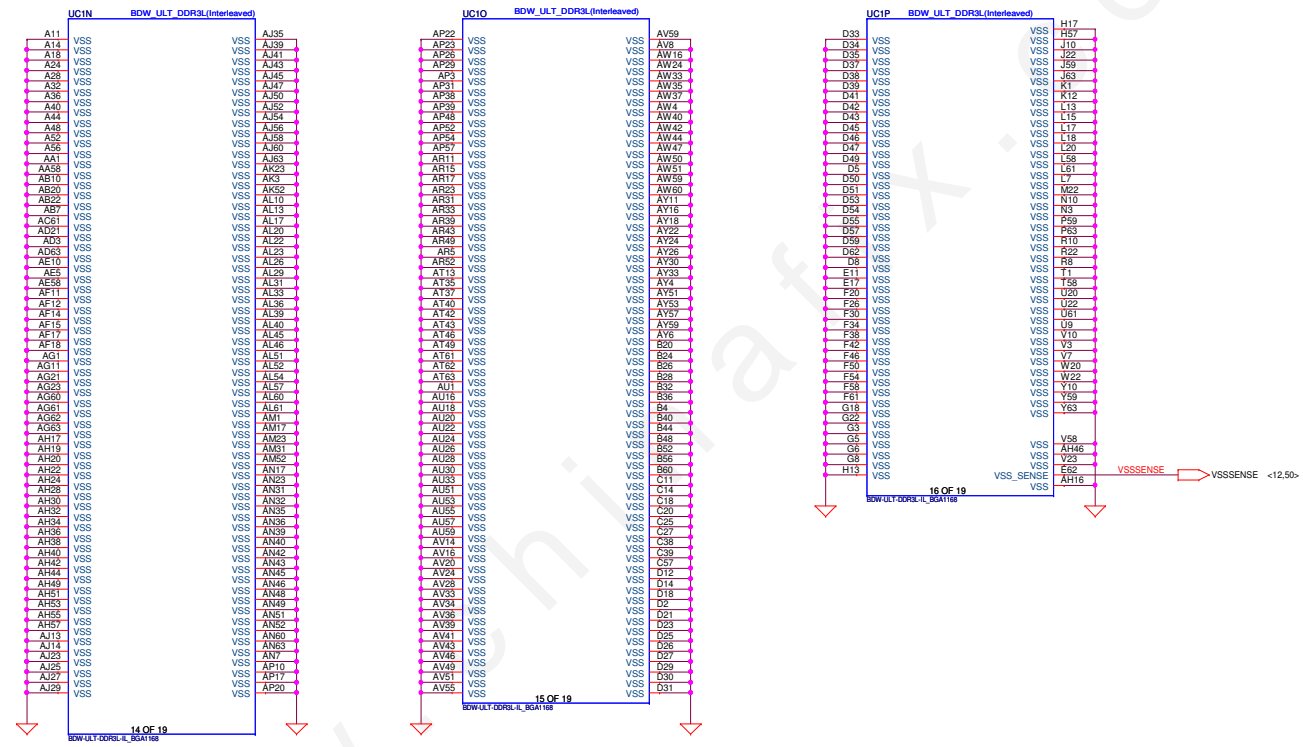 UC1N BDW_ULT_DDR3L(Interleaved)
A11 VSS VSS AJ35
A14 VSS VSS AJ39
A18 VSS VSS AJ41
A24 VSS VSS AJ43
A28 VSS VSS AJ45
A32 VSS VSS AJ47
A36 VSS VSS AJ50
A40 VSS VSS AJ52
A44 VSS VSS AJ54
A48 VSS VSS AJ56
A52 VSS VSS AJ58
A56 VSS VSS AJ60
AA1 VSS VSS AJ63
AA58 VSS VSS AK23
AB10 VSS VSS AK3
AB20 VSS VSS AK52
AB22 VSS VSS AL10
AB7 VSS VSS AL13
AC61 VSS VSS AL17
AD21 VSS VSS AL20
AD3 VSS VSS AL22
AD63 VSS VSS AL23
AE10 VSS VSS AL26
AE5 VSS VSS AL29
AE58 VSS VSS AL31
AF11 VSS VSS AL33
AF12 VSS VSS AL36
AF14 VSS VSS AL39
AF15 VSS VSS AL40
AF17 VSS VSS AL45
AF18 VSS VSS AL46
AG1 VSS VSS AL51
AG11 VSS VSS AL52
AG21 VSS VSS AL54
AG23 VSS VSS AL57
AG60 VSS VSS AL60
AG61 VSS VSS AL61
AG62 VSS VSS AM1
AG63 VSS VSS AM17
AH17 VSS VSS AM23
AH19 VSS VSS AM31
AH20 VSS VSS AM52
AH22 VSS VSS AN17
AH24 VSS VSS AN23
AH28 VSS VSS AN31
AH30 VSS VSS AN32
AH32 VSS VSS AN35
AH34 VSS VSS AN36
AH36 VSS VSS AN39
AH38 VSS VSS AN40
AH40 VSS VSS AN42
AH42 VSS VSS AN43
AH44 VSS VSS AN45
AH49 VSS VSS AN46
AH51 VSS VSS AN48
AH53 VSS VSS AN49
AH55 VSS VSS AN51
AH57 VSS VSS AN52
AJ13 VSS VSS AN60
AJ14 VSS VSS AN63
AJ23 VSS VSS AN7
AJ25 VSS VSS AP10
AJ27 VSS VSS AP17
AJ29 VSS VSS AP20
14 OF 19
BDW-ULT-DDR3L-IL_BGA1168
UC1O BDW_ULT_DDR3L(Interleaved)
AP22 VSS VSS AV59
AP23 VSS VSS AV8
AP26 VSS VSS AW16
AP29 VSS VSS AW24
AP3 VSS VSS AW33
AP31 VSS VSS AW35
AP38 VSS VSS AW37
AP39 VSS VSS AW4
AP48 VSS VSS AW40
AP52 VSS VSS AW42
AP54 VSS VSS AW44
AP57 VSS VSS AW47
AR11 VSS VSS AW50
AR15 VSS VSS AW51
AR17 VSS VSS AW59
AR23 VSS VSS AW60
AR31 VSS VSS AY11
AR33 VSS VSS AY16
AR39 VSS VSS AY18
AR43 VSS VSS AY22
AR49 VSS VSS AY24
AR5 VSS VSS AY26
AR52 VSS VSS AY30
AT13 VSS VSS AY33
AT35 VSS VSS AY4
AT37 VSS VSS AY51
AT40 VSS VSS AY53
AT42 VSS VSS AY57
AT43 VSS VSS AY59
AT46 VSS VSS AY6
AT49 VSS VSS B20
AT61 VSS VSS B24
AT62 VSS VSS B26
AT63 VSS VSS B28
AU1 VSS VSS B32
AU16 VSS VSS B36
AU18 VSS VSS B4
AU20 VSS VSS B40
AU22 VSS VSS B44
AU24 VSS VSS B48
AU26 VSS VSS B52
AU28 VSS VSS B56
AU30 VSS VSS B60
AU33 VSS VSS C11
AU51 VSS VSS C14
AU53 VSS VSS C18
AU55 VSS VSS C20
AU57 VSS VSS C25
AU59 VSS VSS C27
AV14 VSS VSS C38
AV16 VSS VSS C39
AV20 VSS VSS C57
AV24 VSS VSS D12
AV28 VSS VSS D14
AV33 VSS VSS D18
AV34 VSS VSS D2
AV36 VSS VSS D21
AV39 VSS VSS D23
AV41 VSS VSS D25
AV43 VSS VSS D26
AV46 VSS VSS D27
AV49 VSS VSS D29
AV51 VSS VSS D30
AV55 VSS VSS D31
15 OF 19
BDW-ULT-DDR3L-IL_BGA1168
UC1P BDW_ULT_DDR3L(Interleaved)
VSS H17
D33 VSS VSS H57
D34 VSS VSS J10
D35 VSS VSS J22
D37 VSS VSS J59
D38 VSS VSS J63
D39 VSS VSS K1
D41 VSS VSS K12
D42 VSS VSS L13
D43 VSS VSS L15
D45 VSS VSS L17
D46 VSS VSS L18
D47 VSS VSS L20
D49 VSS VSS L58
D5 VSS VSS L61
D50 VSS VSS L7
D51 VSS VSS M22
D53 VSS VSS N10
D54 VSS VSS N3
D55 VSS VSS P59
D57 VSS VSS P63
D59 VSS VSS R10
D62 VSS VSS R22
D8 VSS VSS R8
E11 VSS VSS T1
E17 VSS VSS T58
F20 VSS VSS U20
F26 VSS VSS U22
F30 VSS VSS U61
F34 VSS VSS U9
F38 VSS VSS V10
F42 VSS VSS V3
F46 VSS VSS V7
F50 VSS VSS W20
F54 VSS VSS W22
F58 VSS VSS Y10
F61 VSS VSS Y59
G18 VSS VSS Y63
G22 VSS
G3 VSS
G5 VSS VSS V58
G6 VSS VSS AH46
G8 VSS VSS V23
H13 VSS VSS_SENSE E62 VSSSENSE VSSSENSE <12,50>
VSS AH16
16 OF 19
BDW-ULT-DDR3L-IL_BGA1168